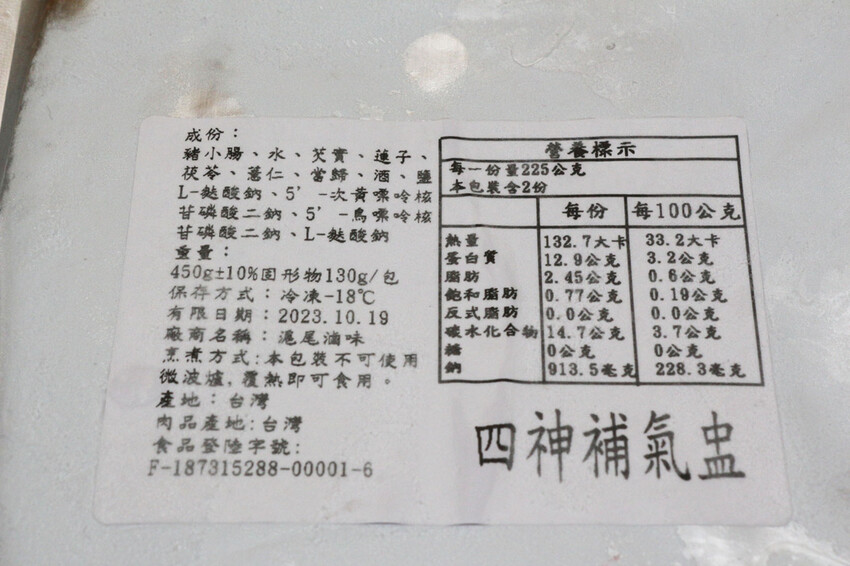 成份：
豬小腸、水、芡實、蓮子、
茯苓、薏仁、當歸、酒、鹽
L-麩酸鈉、5’-次黃嘌呤核
苷磷酸二鈉、5’-鳥嘌呤核
苷磷酸二鈉、L-麩酸鈉
重量：
450g±10%固形物130g/包
保存方式：冷凍-18℃
有限日期：2023.10.19
廠商名稱：滬尾滷味
烹煮方式:本包裝不可使用
微波爐,覆熱即可食用。
產地：台灣
肉品產地:台灣
食品登陸字號:
F-187315288-00001-6
營養標示
每一份量225公克
本包裝含2份
每份 每100公克
熱量 132.7大卡 33.2大卡
蛋白質 12.9公克 3.2公克
脂肪 2.45公克 0.6公克
飽和脂肪 0.77公克 0.19公克
反式脂肪 0.0公克 0.0公克
碳水化合物 14.7公克 3.7公克
糖 0公克 0公克
鈉 913.5毫克 228.3毫克
四神補氣盅